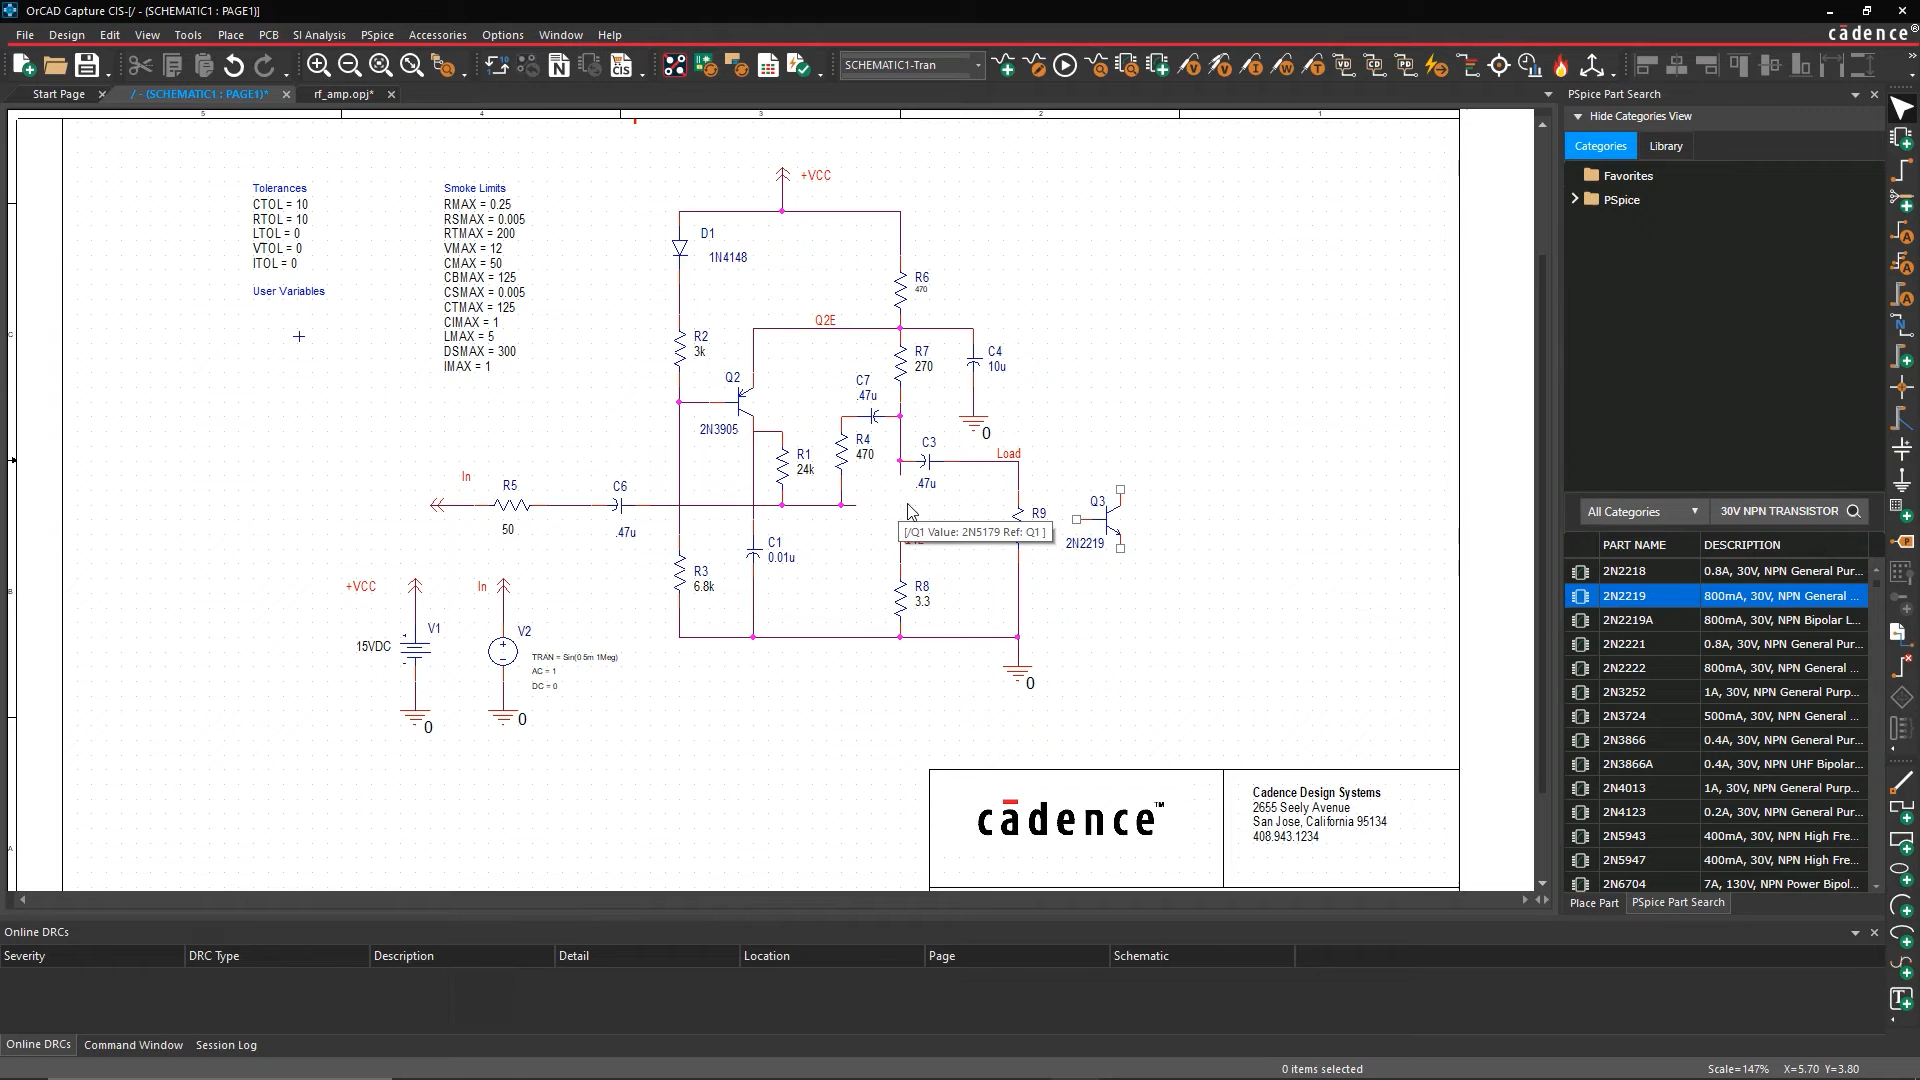 OrCAD Capture CIS-[/ - (SCHEMATIC1 : PAGE1)]
File Design Edit View Tools Place PCB SI Analysis PSpice Accessories Options Window Help
cādence®
SCHEMATIC1-Tran
Start Page
/ - (SCHEMATIC1 : PAGE1)*
rf_amp.opj*
5 4 3 2 1
C
B
A
Tolerances
CTOL = 10
RTOL = 10
LTOL = 0
VTOL = 0
ITOL = 0
User Variables
Smoke Limits
RMAX = 0.25
RSMAX = 0.005
RTMAX = 200
VMAX = 12
CMAX = 50
CBMAX = 125
CSMAX = 0.005
CTMAX = 125
CIMAX = 1
LMAX = 5
DSMAX = 300
IMAX = 1
+VCC
D1
1N4148
R6
470
Q2E
R2
3k
R7
270
C4
10u
0
Q2
2N3905
C7
.47u
R4
470
R1
24k
C3
.47u
Load
In
R5
50
C6
.47u
R9
[/Q1 Value: 2N5179 Ref: Q1 ]
Q3
2N2219
C1
0.01u
R3
6.8k
R8
3.3
0
+VCC
V1
15VDC
0
In
V2
TRAN = Sin(0 5m 1Meg)
AC = 1
DC = 0
0
cādence™
Cadence Design Systems
2655 Seely Avenue
San Jose, California 95134
408.943.1234
PSpice Part Search
Hide Categories View
Categories
Library
Favorites
PSpice
All Categories
30V NPN TRANSISTOR
PART NAME DESCRIPTION
2N2218 0.8A, 30V, NPN General Pur...
2N2219 800mA, 30V, NPN General ...
2N2219A 800mA, 30V, NPN Bipolar L...
2N2221 0.8A, 30V, NPN General Pur...
2N2222 800mA, 30V, NPN General ...
2N3252 1A, 30V, NPN General Purp...
2N3724 500mA, 30V, NPN General ...
2N3866 0.4A, 30V, NPN General Pur...
2N3866A 0.4A, 30V, NPN UHF Bipolar...
2N4013 1A, 30V, NPN General Purp...
2N4123 0.2A, 30V, NPN General Pur...
2N5943 400mA, 30V, NPN High Fre...
2N5947 400mA, 30V, NPN High Fre...
2N6704 7A, 130V, NPN Power Bipol...
Place Part
PSpice Part Search
Online DRCs
Severity DRC Type Description Detail Location Page Schematic
Online DRCs Command Window Session Log
0 items selected
Scale=147% X=5.70 Y=3.80